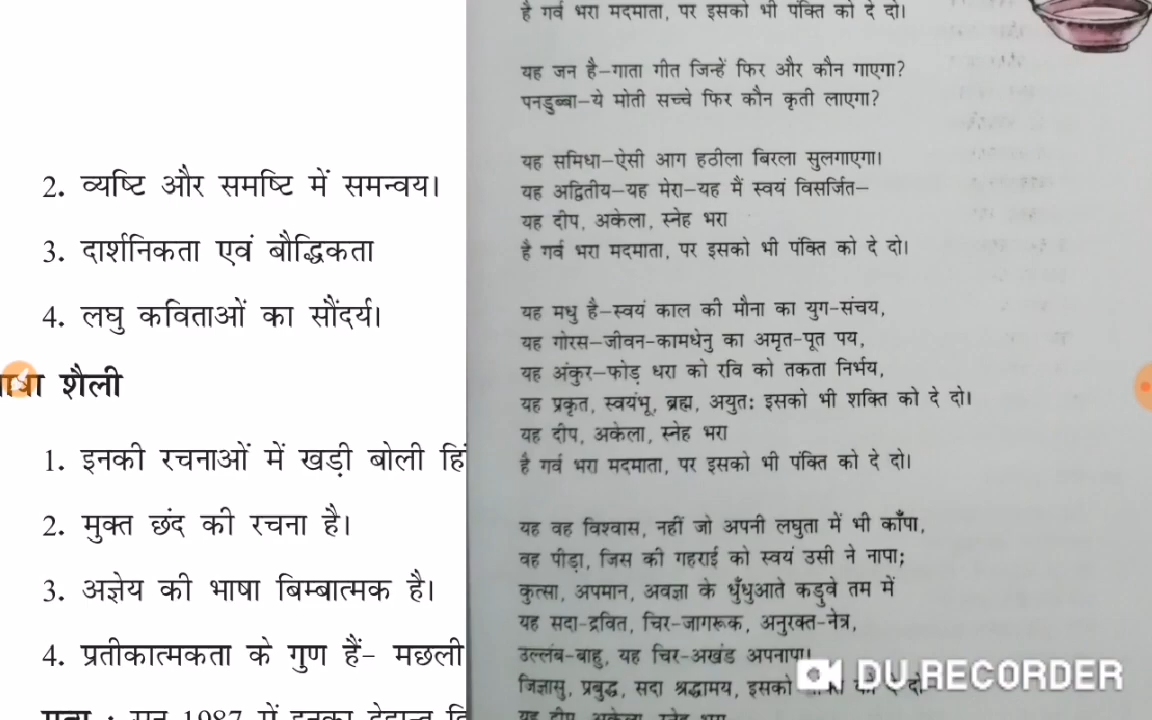 2. व्यष्टि और समष्टि में समन्वय।
3. दार्शनिकता एवं बौद्धिकता
4. लघु कविताओं का सौंदर्य।
शैली
1. इनकी रचनाओं में खड़ी बोली
2. मुक्त छंद की रचना है।
3. अज्ञेय की भाषा बिम्बात्मक है।
4. प्रतीकात्मकता के गुण हैं- मछली
सन 1987 में इनका देहान्त
है गर्व भरा मदमाता, पर इसको भी पंक्ति को दे दो।
यह जन है-गाता गीत जिन्हें फिर और कौन गाएगा?
पनडुब्बा-ये मोती सच्चे फिर कौन कृती लाएगा?
यह समिधा-ऐसी आग हठीला बिरला सुलगाएगा।
यह अद्वितीय-यह मेरा-यह मैं स्वयं विसर्जित-
यह दीप, अकेला, स्नेह भरा
है गर्व भरा मदमाता, पर इसको भी पंक्ति को दे दो।
यह मधु है-स्वयं काल की मौना का युग-संचय,
यह गोरस-जीवन-कामधेनु का अमृत-पूत पय,
यह अंकुर-फोड़ धरा को रवि को तकता निर्भय,
यह प्रकृत, स्वयंभू, ब्रह्म, अयुतः इसको भी शक्ति को दे दो।
यह दीप, अकेला, स्नेह भरा
है गर्व भरा मदमाता, पर इसको भी पंक्ति को दे दो।
यह वह विश्वास, नहीं जो अपनी लघुता में भी काँपा,
वह पीड़ा, जिस की गहराई को स्वयं उसी ने नापा;
कुत्सा, अपमान, अवज्ञा के धुँधुआते कड़ुवे तम में
यह सदा-द्रवित, चिर-जागरूक, अनुरक्त-नेत्र,
उल्लंब-बाहु, यह चिर-अखंड अपनापा।
जिज्ञासु, प्रबुद्ध, सदा श्रद्धामय, इसको को दे दो-
यह दीप, अकेला, स्नेह भरा
DU RECORDER